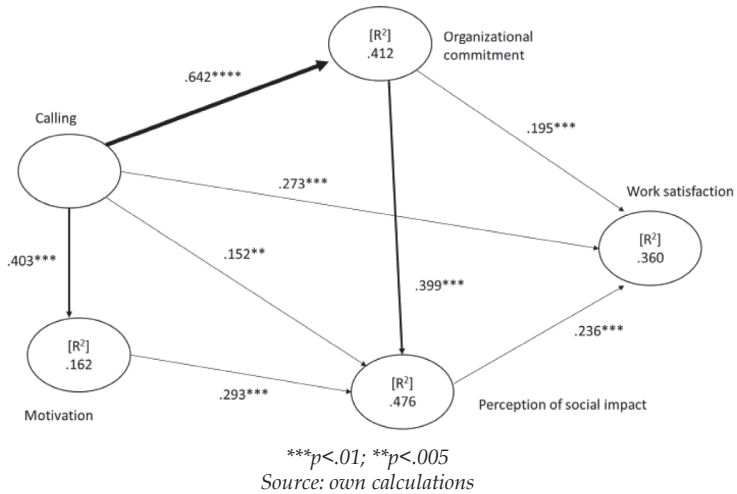 [R²]
.412
Organizational
commitment
.642****
Calling
.195***
.273***
Work satisfaction
[R²]
.360
.403***
.152**
.399***
.236***
[R²]
.162
.293***
[R²]
.476
Motivation
Perception of social impact
***p<.01; **p<.005
Source: own calculations